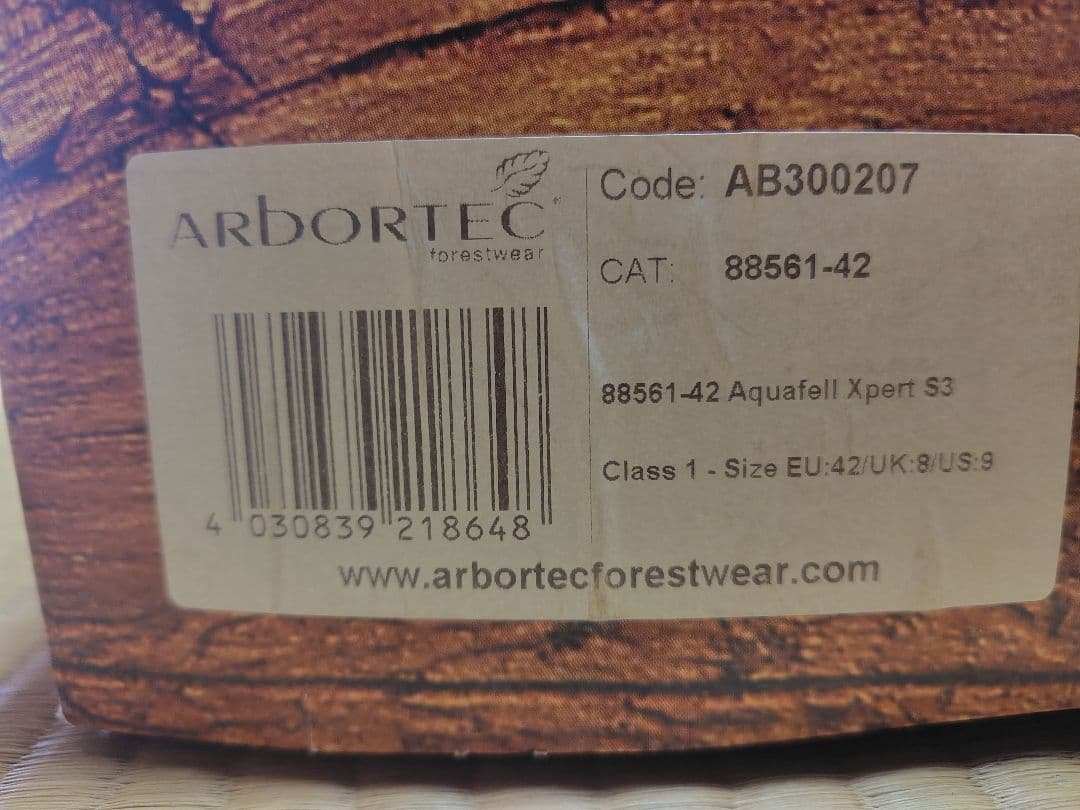 ARbORTEC
forestwear
Code: AB300207
CAT: 88561-42
88561-42 Aquafell Xpert S3
Class 1 - Size EU:42/UK:8/US:9
4 030839 218648
www.arbortecforestwear.com